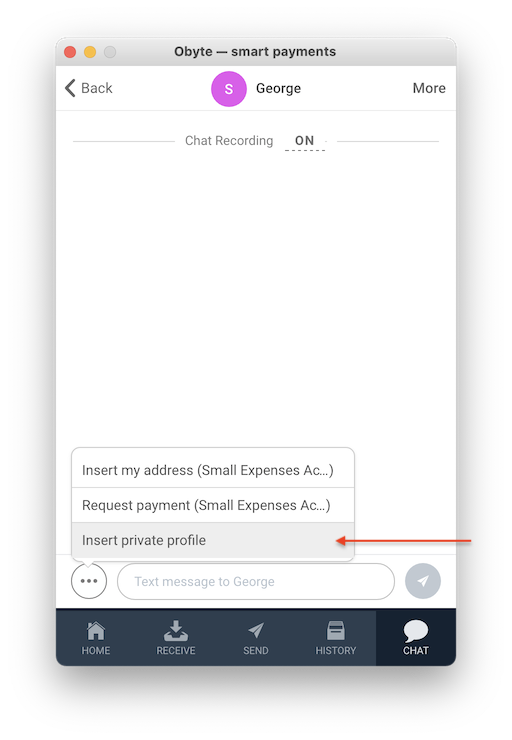 Obyte — smart payments
Back
S
George
More
Chat Recording ON
Insert my address (Small Expenses Ac...)
Request payment (Small Expenses Ac...)
Insert private profile
Text message to George
HOME RECEIVE SEND HISTORY CHAT